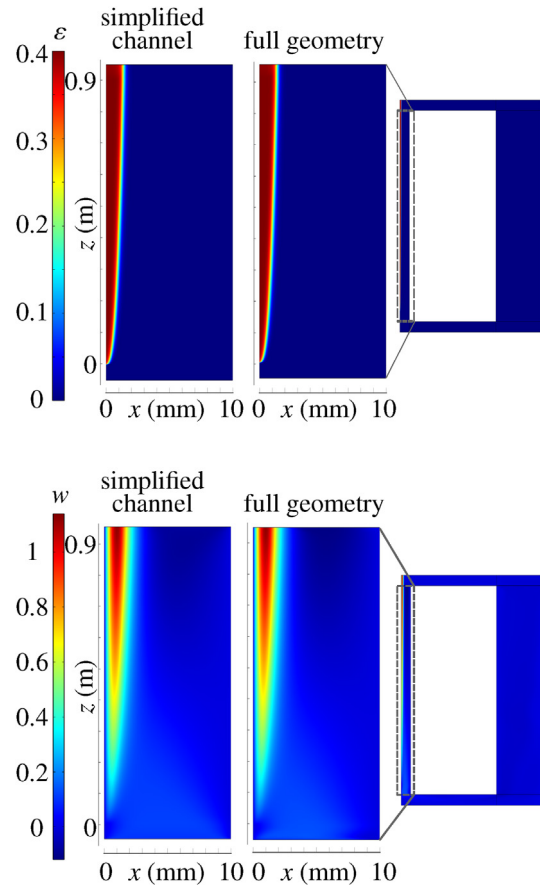 simplified
channel
full geometry
ε
0.4
0.3
0.2
0.1
0
0.9
z (m)
0
0 x (mm) 10
0 x (mm) 10
simplified
channel
full geometry
w
1
0.8
0.6
0.4
0.2
0
0.9
z (m)
0
0 x (mm) 10
0 x (mm) 10